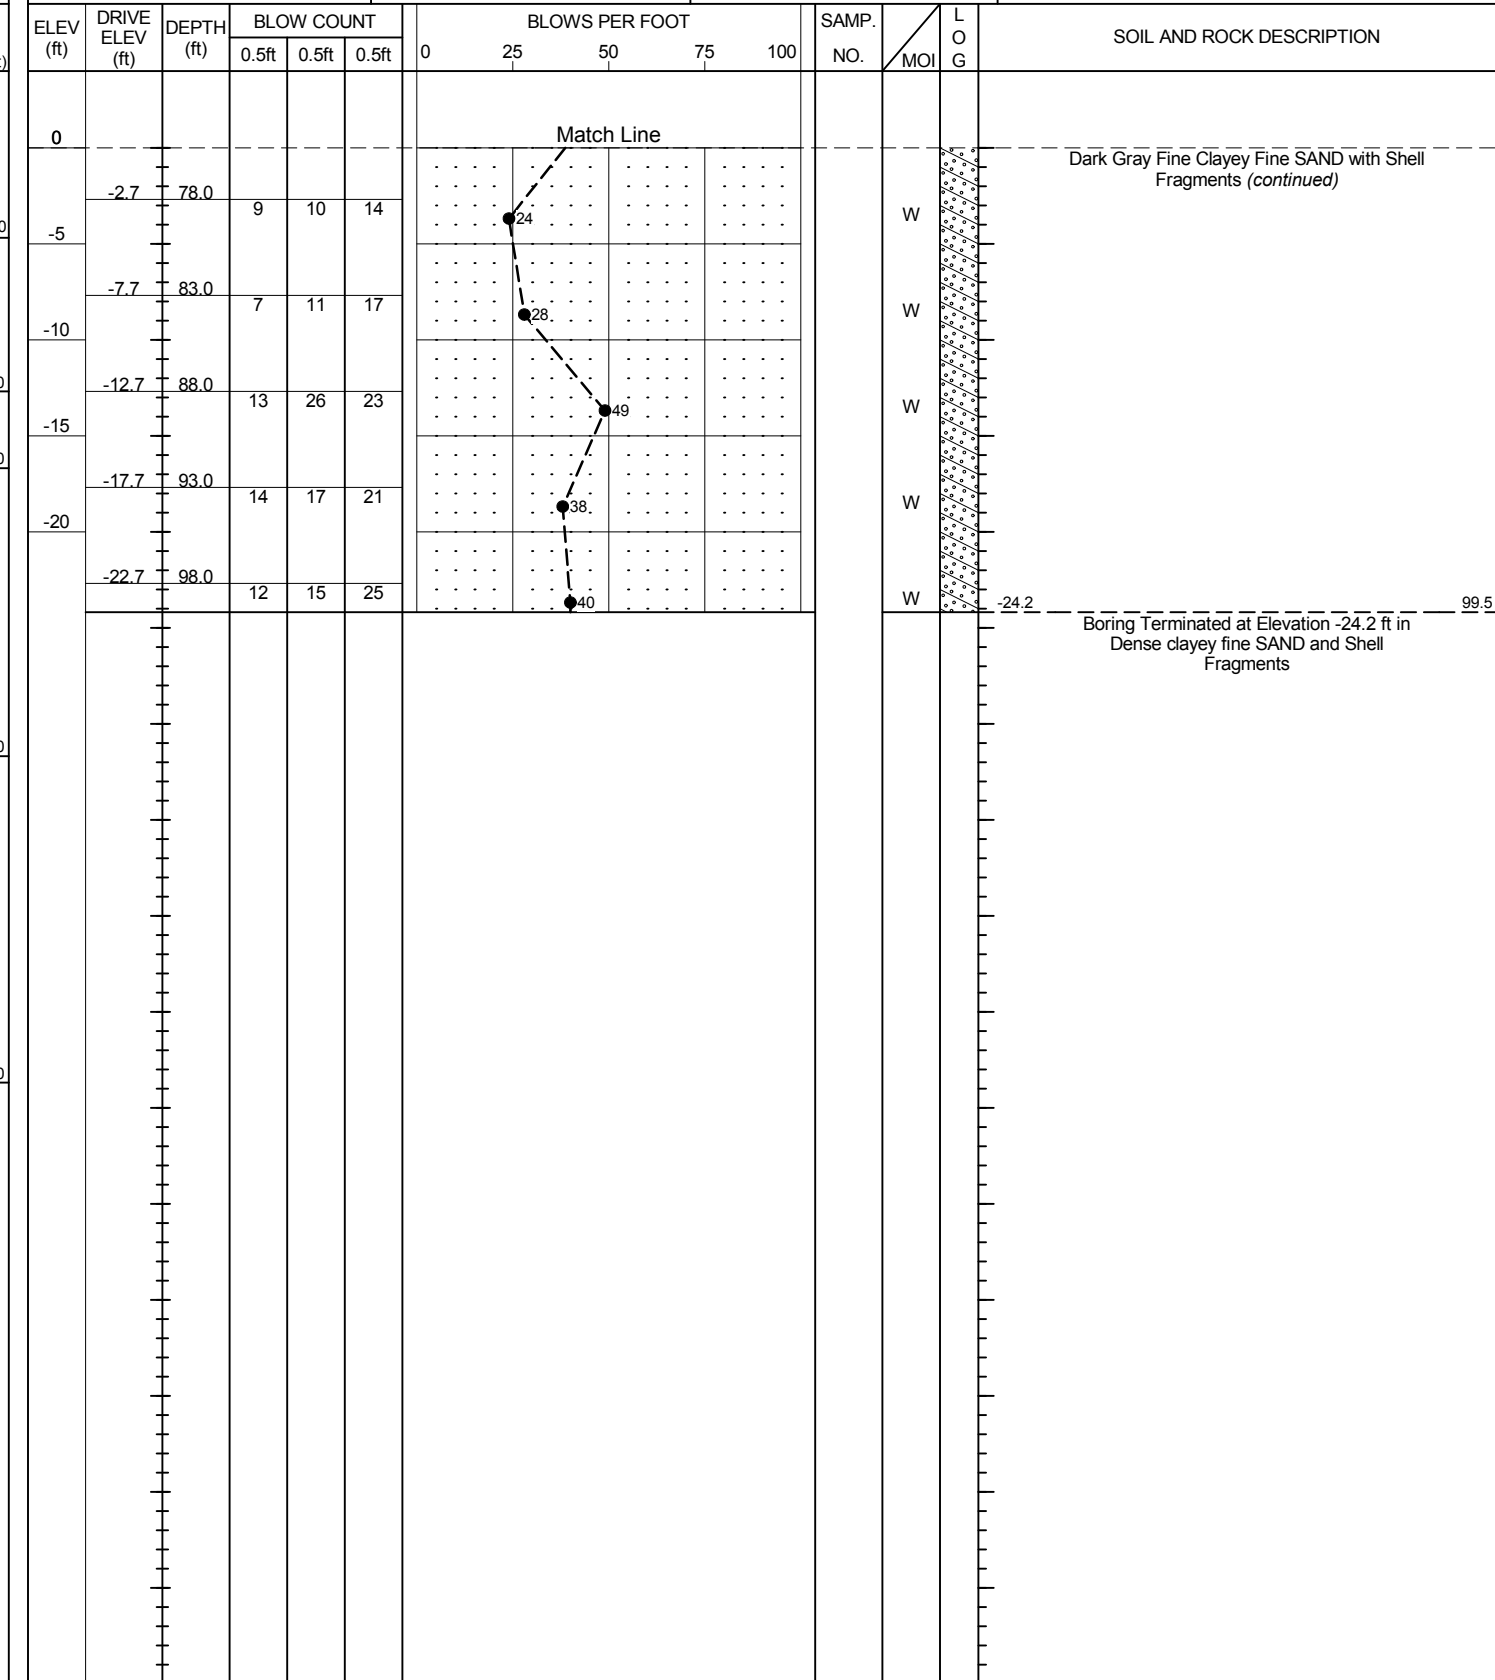 ELEV (ft) DRIVE ELEV (ft) DEPTH (ft) BLOW COUNT BLOWS PER FOOT SAMP. NO. MOI L O G SOIL AND ROCK DESCRIPTION
0.5ft 0.5ft 0.5ft 0 25 50 75 100
0 Match Line
Dark Gray Fine Clayey Fine SAND with Shell
Fragments (continued)
-2.7 78.0
9 10 14 24 W
-5
-7.7 83.0
7 11 17 28 W
-10
-12.7 88.0
13 26 23 49 W
-15
-17.7 93.0
14 17 21 38 W
-20
-22.7 98.0
12 15 25 40 W -24.2 99.5
Boring Terminated at Elevation -24.2 ft in
Dense clayey fine SAND and Shell
Fragments